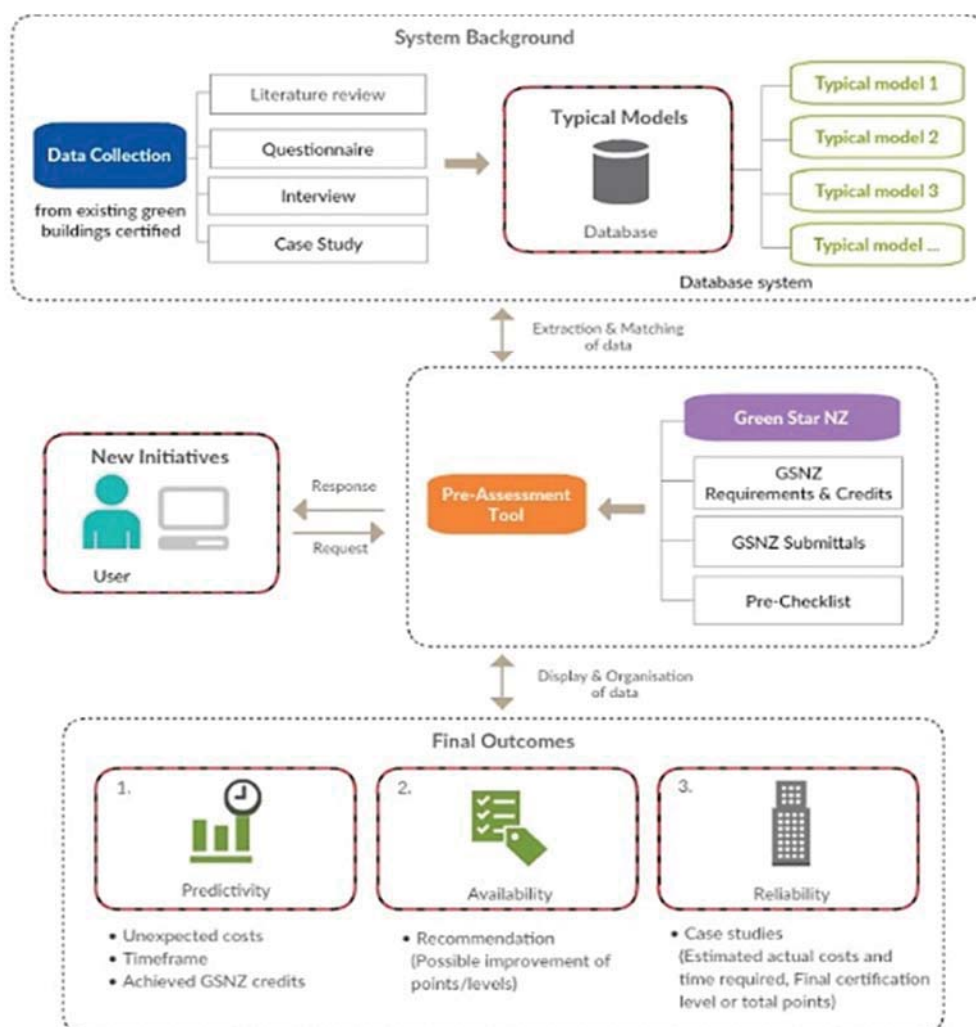 System Background
Data Collection
from existing green
buildings certified
Literature review
Questionnaire
Interview
Case Study
Typical Models
Database
Typical model 1
Typical model 2
Typical model 3
Typical model ...
Database system
Extraction & Matching
of data
New Initiatives
User
Response
Request
Pre-Assessment
Tool
Green Star NZ
GSNZ
Requirements & Credits
GSNZ Submittals
Pre-Checklist
Display & Organisation
of data
Final Outcomes
1.
Predictivity
• Unexpected costs
• Timeframe
• Achieved GSNZ credits
2.
Availability
• Recommendation
(Possible improvement of
points/levels)
3.
Reliability
• Case studies
(Estimated actual costs and
time required, Final certification
level or total points)